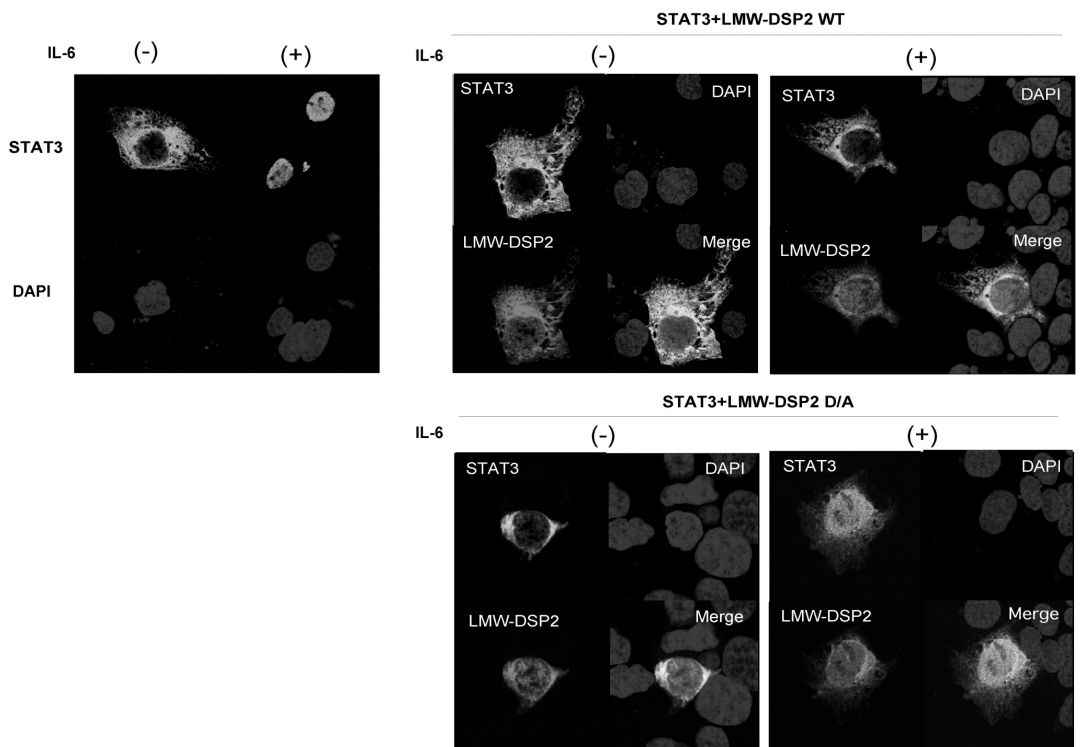 STAT3+LMW-DSP2 WT
IL-6 (-) (+)
IL-6 (-) (+)
STAT3 DAPI
STAT3 DAPI
STAT3
LMW-DSP2 Merge
LMW-DSP2 Merge
DAPI
STAT3+LMW-DSP2 D/A
IL-6 (-) (+)
STAT3 DAPI
STAT3 DAPI
LMW-DSP2 Merge
LMW-DSP2 Merge